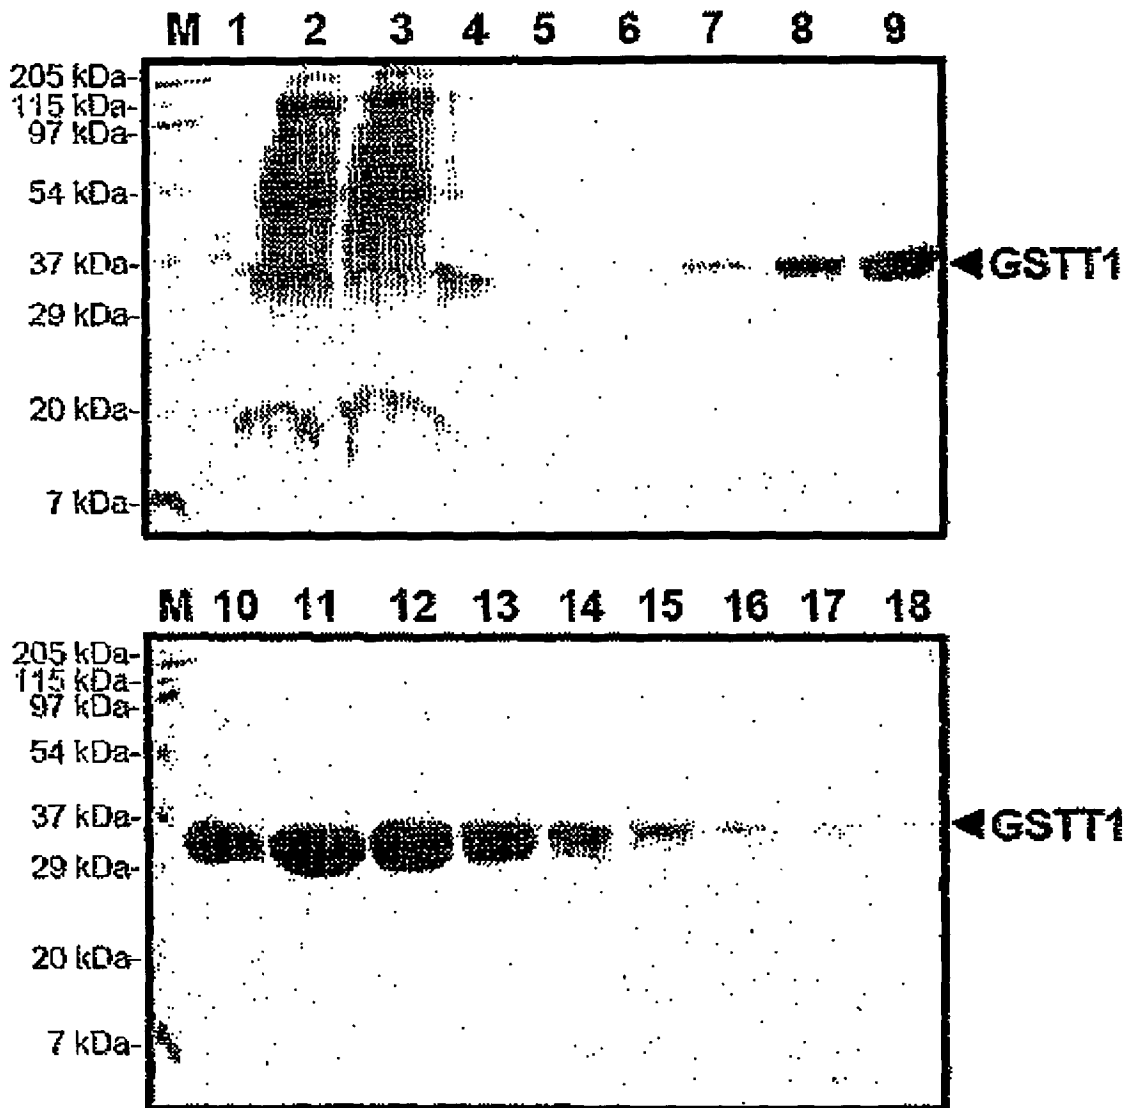 M 1 2 3 4 5 6 7 8 9
205 kDa-
115 kDa-
97 kDa-
54 kDa-
37 kDa-
◄GSTT1
29 kDa-
20 kDa-
7 kDa-
M 10 11 12 13 14 15 16 17 18
205 kDa-
115 kDa-
97 kDa-
54 kDa-
37 kDa-
◄GSTT1
29 kDa-
20 kDa-
7 kDa-